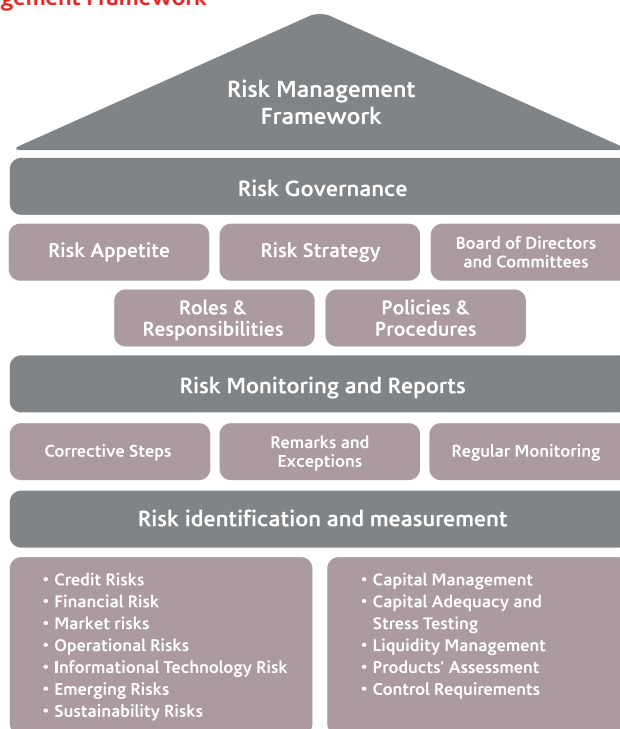 gement Framework
Risk Management
Framework
Risk Governance
Risk Appetite
Risk Strategy
Board of Directors
and Committees
Roles &
Responsibilities
Policies &
Procedures
Risk Monitoring and Reports
Corrective Steps
Remarks and
Exceptions
Regular Monitoring
Risk identification and measurement
• Credit Risks
• Financial Risk
• Market risks
• Operational Risks
• Informational Technology Risk
• Emerging Risks
• Sustainability Risks
• Capital Management
• Capital Adequacy and
Stress Testing
• Liquidity Management
• Products’ Assessment
• Control Requirements